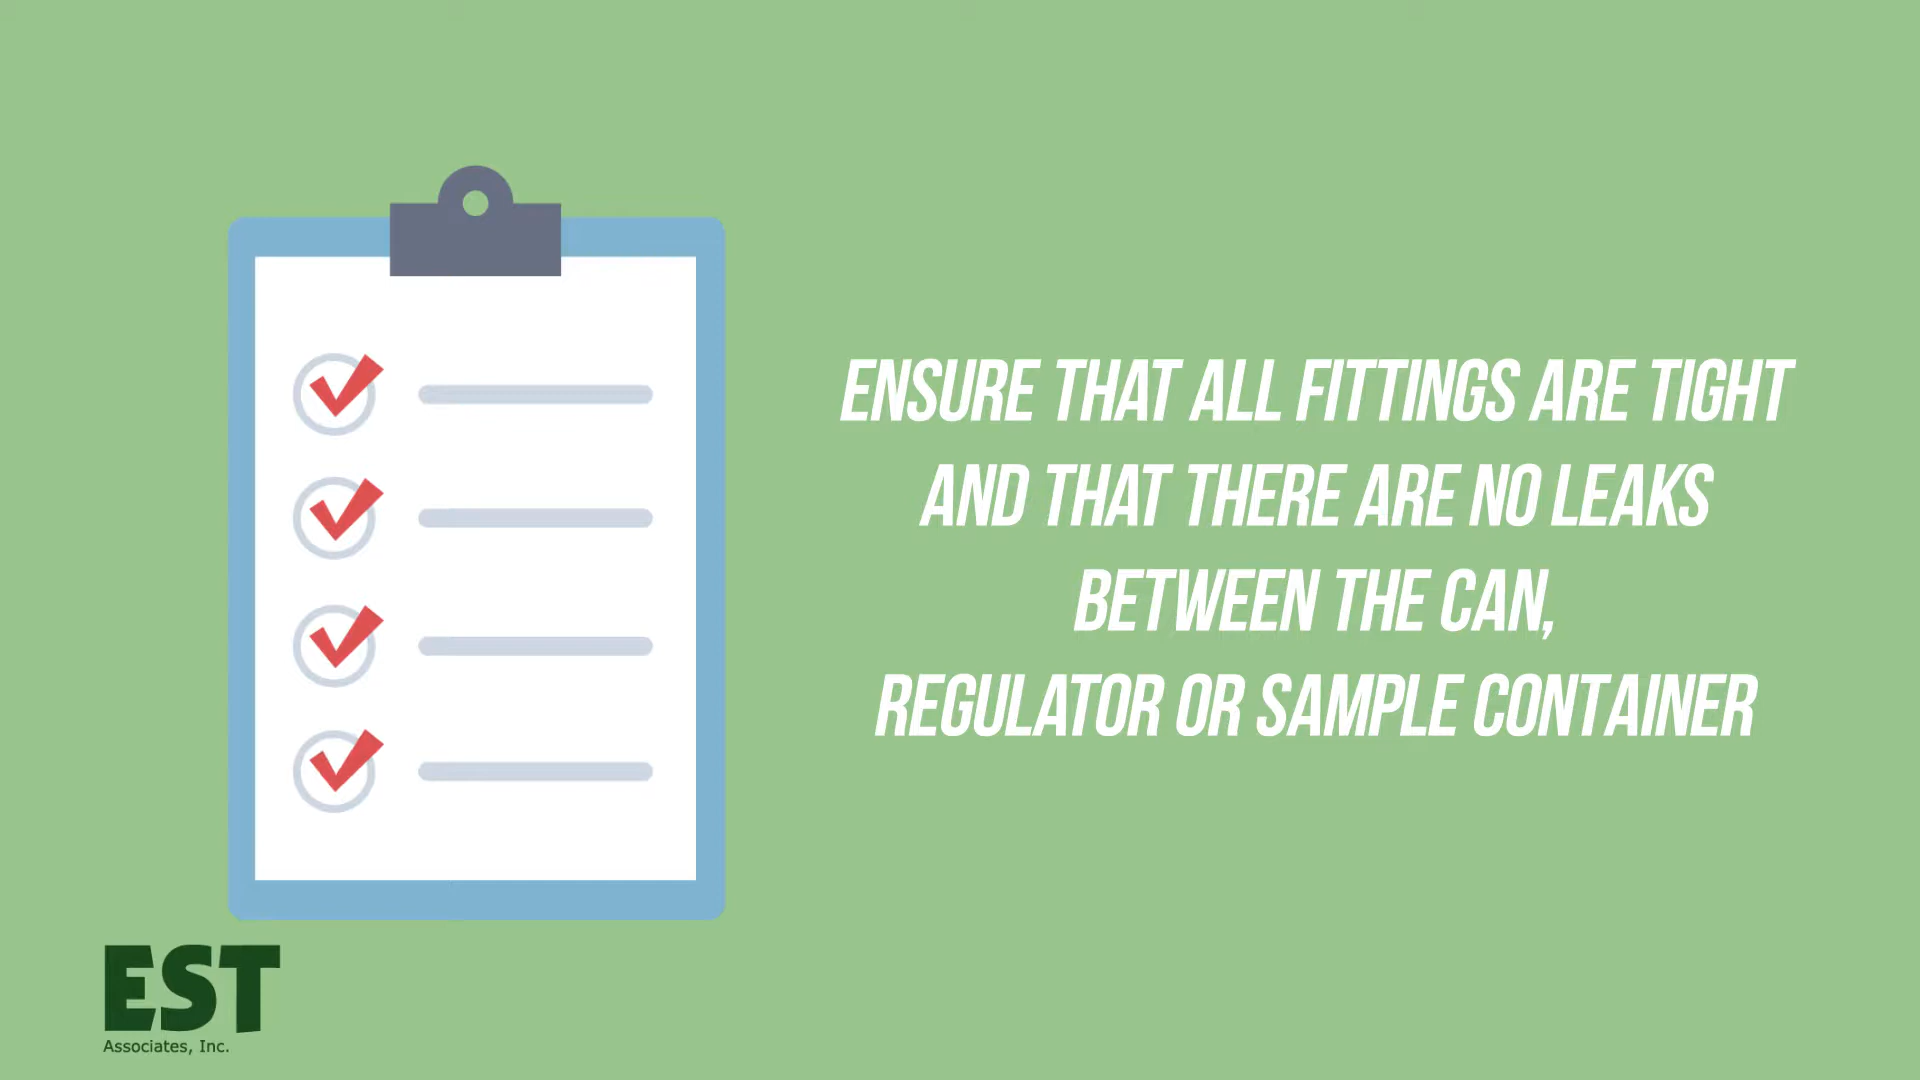 ENSURE THAT ALL FITTINGS ARE TIGHT
AND THAT THERE ARE NO LEAKS
BETWEEN THE CAN,
REGULATOR OR SAMPLE CONTAINER
EST
Associates, Inc.